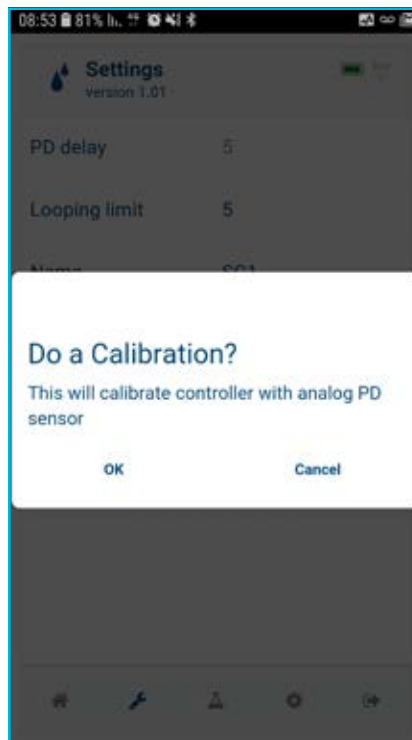 08:53 81%
Settings
version 1.01
PD delay 5
Looping limit 5
Name SC1
Do a Calibration?
This will calibrate controller with analog PD
sensor
OK Cancel